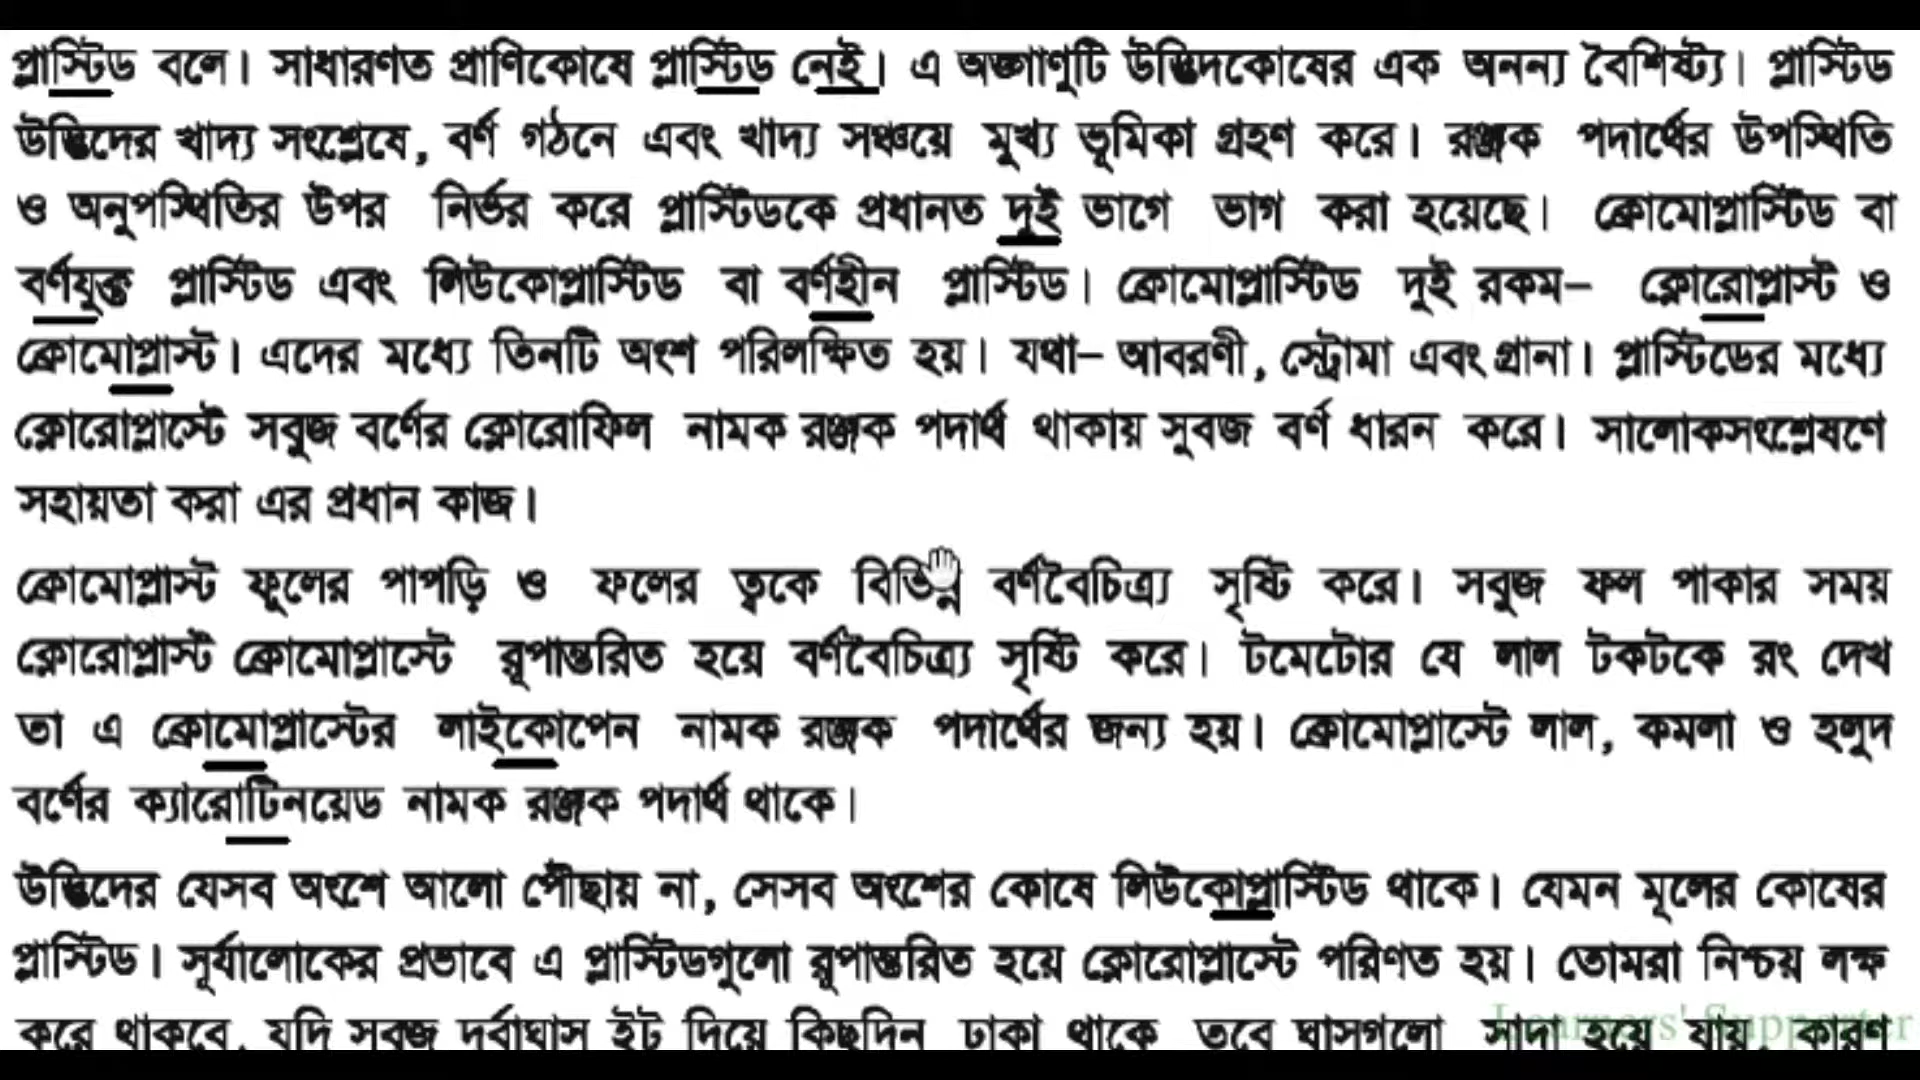 প্লাস্টিড বলে। সাধারণত প্রাণিকোষে প্লাস্টিড নেই। এ অঙ্গাণুটি উদ্ভিদকোষের এক অনন্য বৈশিষ্ট্য। প্লাস্টিড
উদ্ভিদের খাদ্য সংশ্লেষে, বর্ণ গঠনে এবং খাদ্য সঞ্চয়ে মুখ্য ভূমিকা গ্রহণ করে। রঞ্জক পদার্থের উপস্থিতি
ও অনুপস্থিতির উপর নির্ভর করে প্লাস্টিডকে প্রধানত দুই ভাগে ভাগ করা হয়েছে। ক্রোমোপ্লাস্টিড বা
বর্ণযুক্ত প্লাস্টিড এবং লিউকোপ্লাস্টিড বা বর্ণহীন প্লাস্টিড। ক্রোমোপ্লাস্টিড দুই রকম– ক্লোরোপ্লাস্ট ও
ক্রোমোপ্লাস্ট। এদের মধ্যে তিনটি অংশ পরিলক্ষিত হয়। যথা– আবরণী, স্ট্রোমা এবং গ্রানা। প্লাস্টিডের মধ্যে
ক্লোরোপ্লাস্টে সবুজ বর্ণের ক্লোরোফিল নামক রঞ্জক পদার্থ থাকায় সুবজ বর্ণ ধারন করে। সালোকসংশ্লেষণে
সহায়তা করা এর প্রধান কাজ।
ক্রোমোপ্লাস্ট ফুলের পাপড়ি ও ফলের ত্বকে বিভিন্ন বর্ণবৈচিত্র্য সৃষ্টি করে। সবুজ ফল পাকার সময়
ক্লোরোপ্লাস্ট ক্রোমোপ্লাস্টে রূপান্তরিত হয়ে বর্ণবৈচিত্র্য সৃষ্টি করে। টমেটোর যে লাল টকটকে রং দেখ
তা এ ক্রোমোপ্লাস্টের লাইকোপেন নামক রঞ্জক পদার্থের জন্য হয়। ক্রোমোপ্লাস্টে লাল, কমলা ও হলুদ
বর্ণের ক্যারোটিনয়েড নামক রঞ্জক পদার্থ থাকে।
উদ্ভিদের যেসব অংশে আলো পৌঁছায় না, সেসব অংশের কোষে লিউকোপ্লাস্টিড থাকে। যেমন মূলের কোষের
প্লাস্টিড। সূর্যালোকের প্রভাবে এ প্লাস্টিডগুলো রূপান্তরিত হয়ে ক্লোরোপ্লাস্টে পরিণত হয়। তোমরা নিশ্চয় লক্ষ
করে থাকবে, যদি সবুজ দূর্বাঘাস ইট দিয়ে কিছুদিন ঢাকা থাকে তবে ঘাসগুলো সাদা হয়ে যায়, কারণ
Learners' Supporter